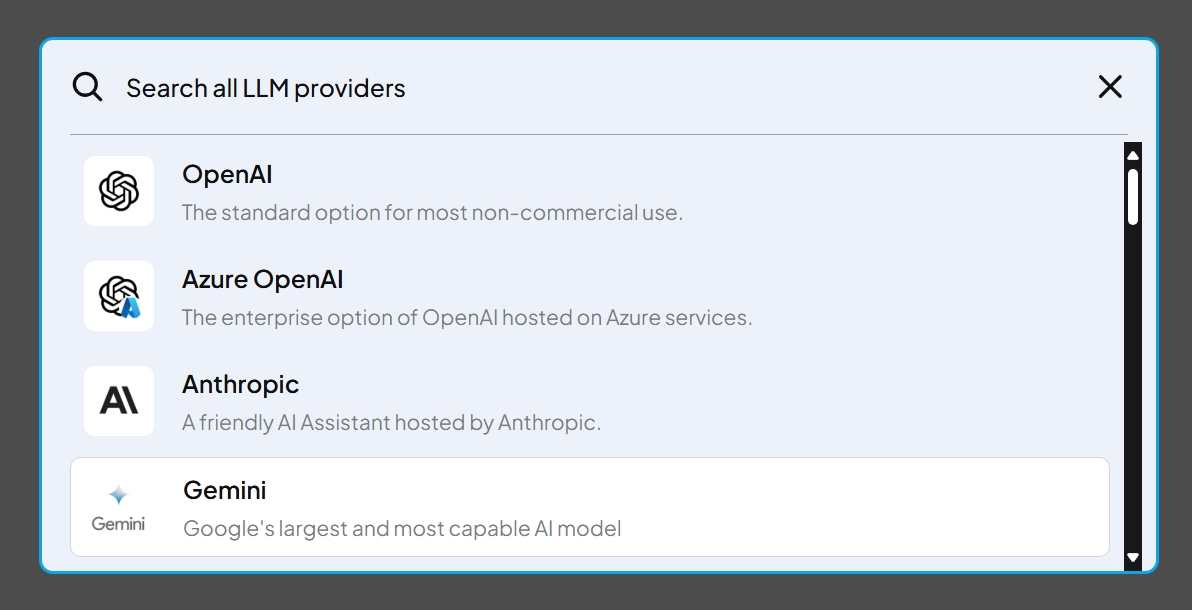 Search all LLM providers
OpenAI
The standard option for most non-commercial use.
Azure OpenAI
The enterprise option of OpenAI hosted on Azure services.
Anthropic
A friendly AI Assistant hosted by Anthropic.
Gemini
Gemini
Google's largest and most capable AI model